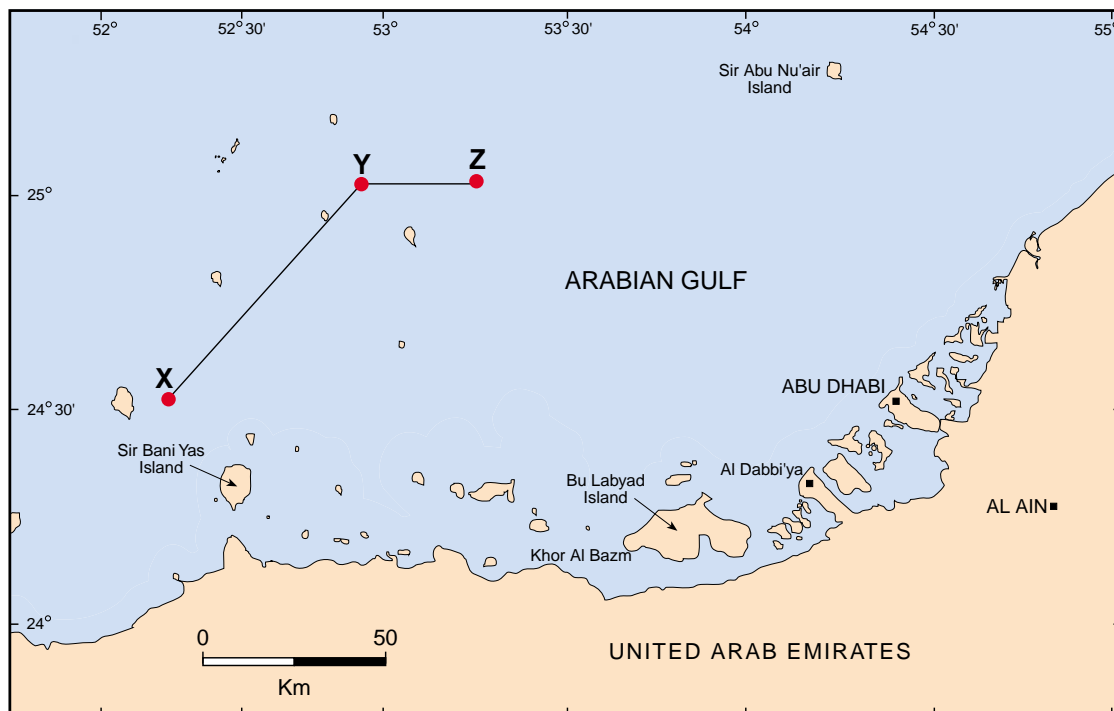 52°
52°30'
53°
53°30'
54°
54°30'
55°
Sir Abu Nu'air
Island
Y
Z
25°
ARABIAN GULF
X
ABU DHABI
24°30'
Sir Bani Yas
Island
Al Dabbi'ya
Bu Labyad
Island
AL AIN
Khor Al Bazm
24°
0
50
Km
UNITED ARAB EMIRATES